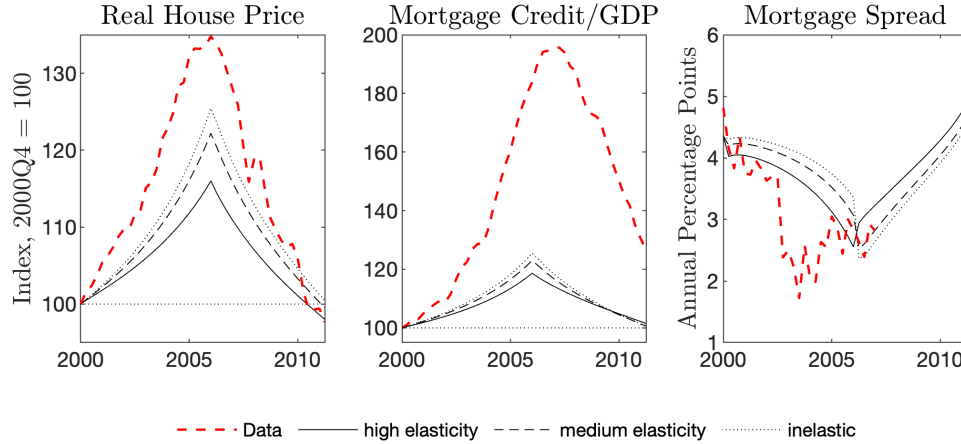 Real House Price
Mortgage Credit/GDP
Mortgage Spread
Index, 2000Q4 = 100
130
120
110
100
2000
2005
2010
200
180
160
140
120
100
2000
2005
2010
Annual Percentage Points
6
5
4
3
2
1
2000
2005
2010
Data
high elasticity
medium elasticity
inelastic